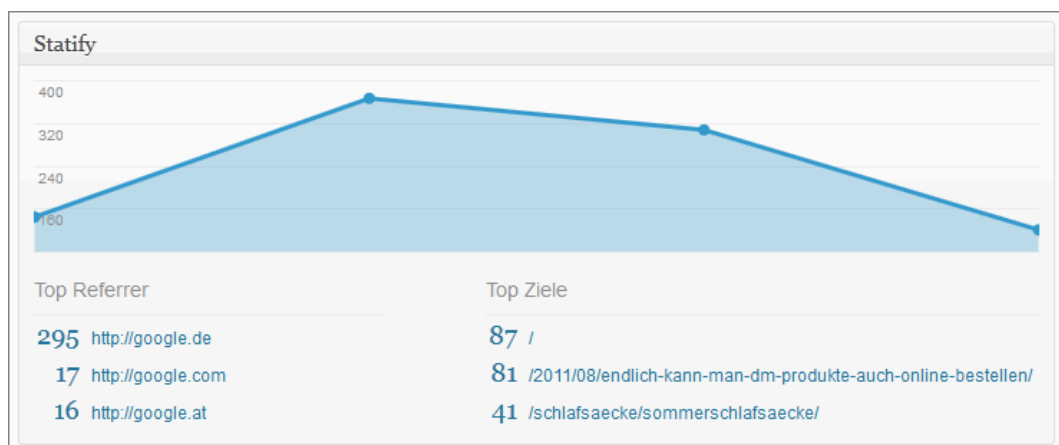 Statify
400
320
240
160
Top Referrer
295 http://google.de
17 http://google.com
16 http://google.at
Top Ziele
87 /
81 /2011/08/endlich-kann-man-dm-produkte-auch-online-bestellen/
41 /schlafsaecke/sommerschlafsaecke/